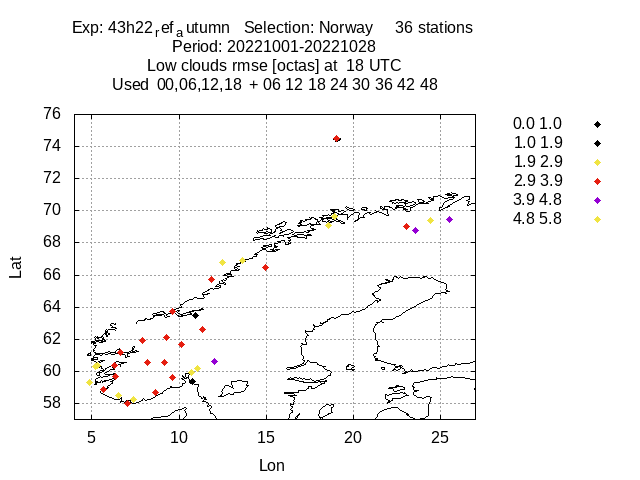 Exp: 43h22ref_autumn Selection: Norway 36 stations
Period: 20221001-20221028
Low clouds rmse [octas] at 18 UTC
Used 00,06,12,18 + 06 12 18 24 30 36 42 48
76
74
72
70
68
66
64
62
60
58
Lat
5 10 15 20 25
Lon
0.0 1.0
1.0 1.9
1.9 2.9
2.9 3.9
3.9 4.8
4.8 5.8